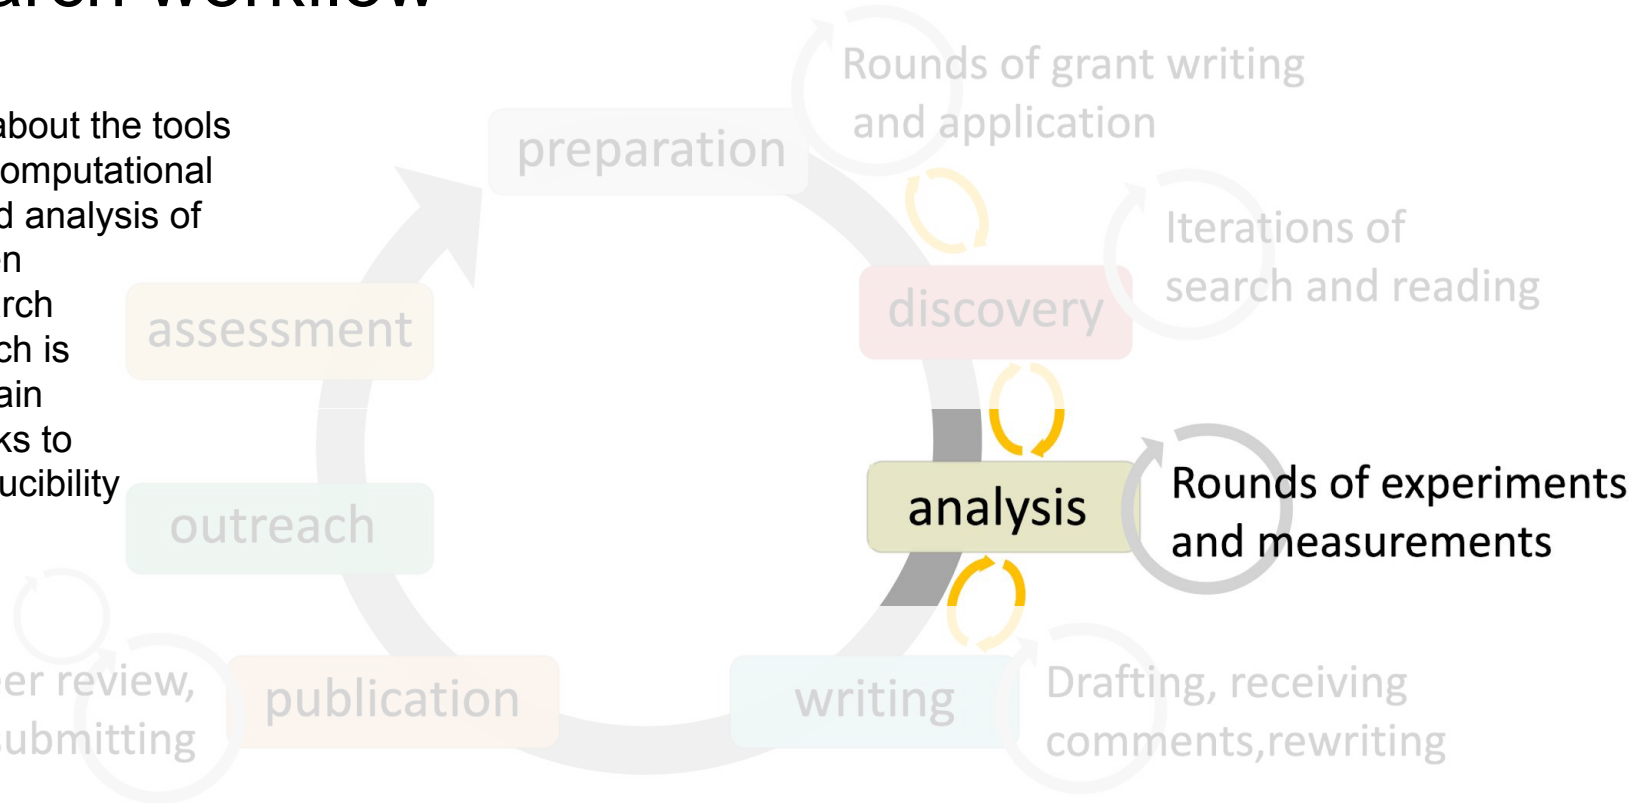 workflow
about the tools
omputational
analysis of
preparation
Rounds of grant writing
and application
discovery
Iterations of
search and reading
assessment
analysis
Rounds of experiments
and measurements
outreach
writing
Drafting, receiving
comments,rewriting
publication
er review,
submitting
ch is
ain
ks to
ucibility